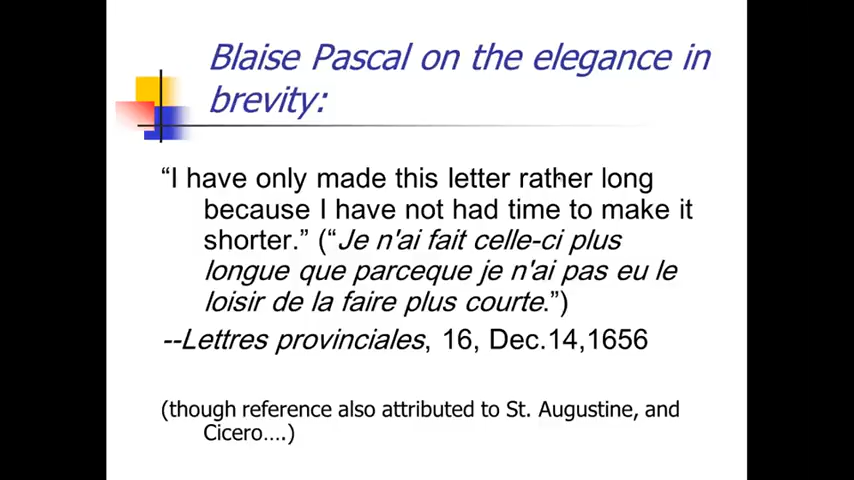 Blaise Pascal on the elegance in
brevity:
“I have only made this letter rather long
because I have not had time to make it
shorter.” (“Je n'ai fait celle-ci plus
longue que parceque je n'ai pas eu le
loisir de la faire plus courte.”)
--Lettres provinciales, 16, Dec.14,1656
(though reference also attributed to St. Augustine, and
Cicero….)